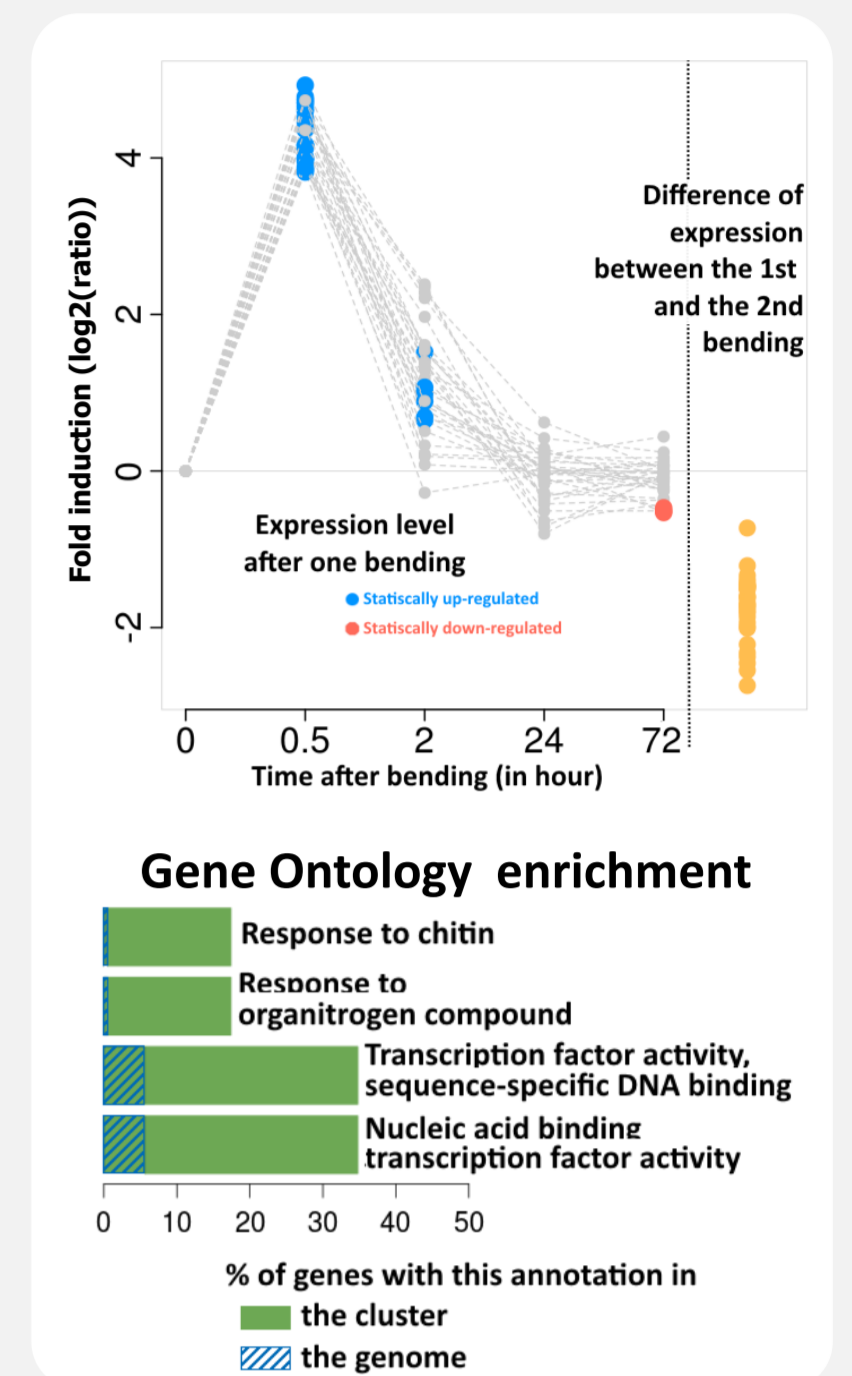 4
2
0
-2
Fold induction (log2(ratio))
Difference of
expression
between the 1st
and the 2nd
bending
Expression level
after one bending
Statiscally up-regulated
Statiscally down-regulated
0 0.5 2 24 72
Time after bending (in hour)
Gene Ontology enrichment
Response to chitin
Response to
organitrogen compound
Transcription factor activity,
sequence-specific DNA binding
Nucleic acid binding
transcription factor activity
0 10 20 30 40 50
% of genes with this annotation in
the cluster
the genome